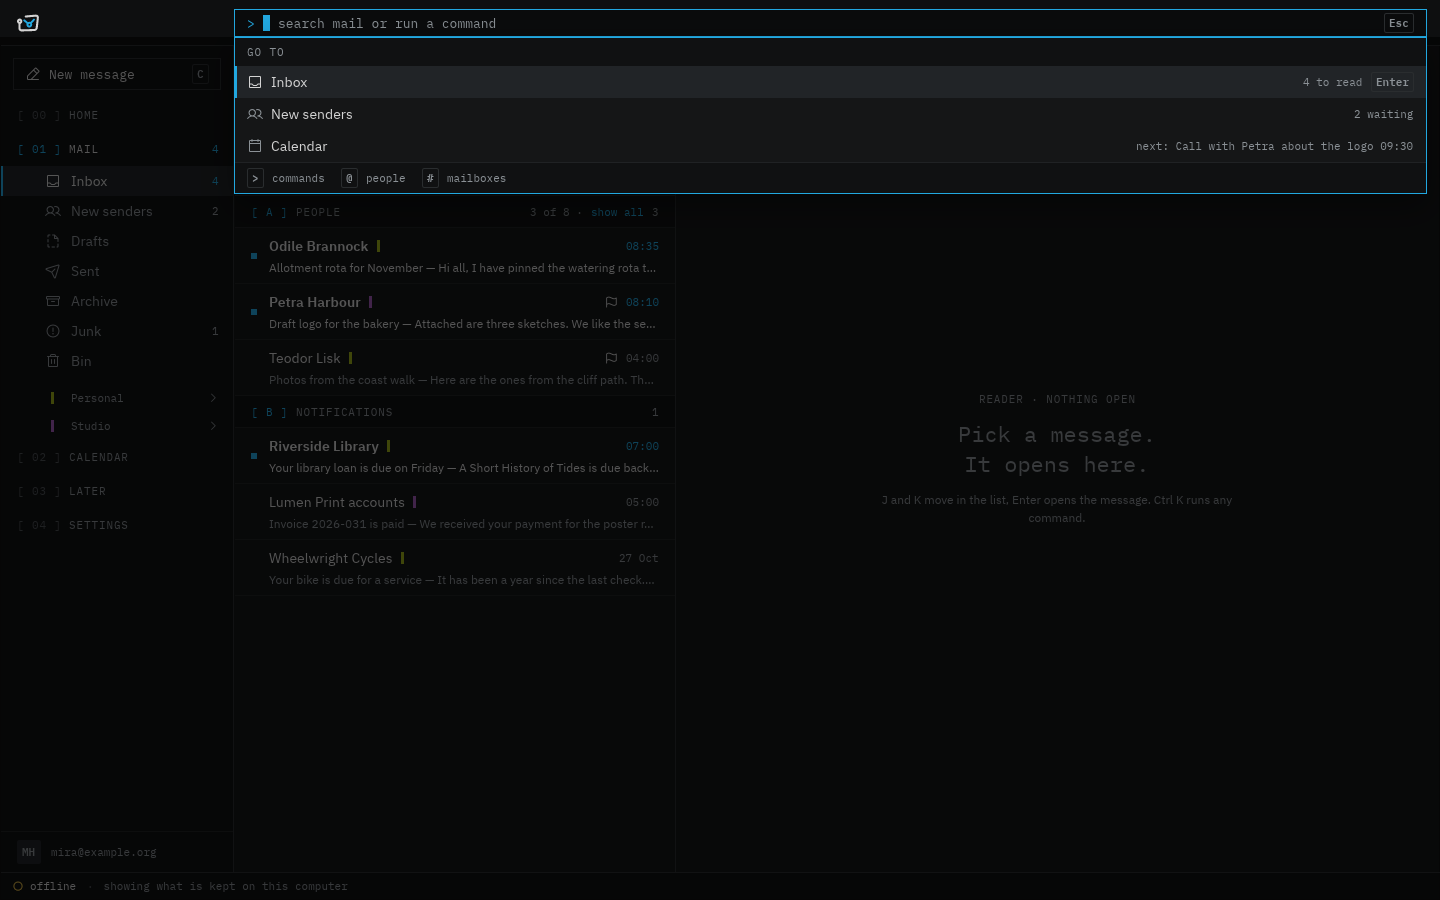 > search mail or run a command Esc
GO TO
Inbox 4 to read Enter
New senders 2 waiting
Calendar next: Call with Petra about the logo 09:30
> commands @ people # mailboxes
New message C
[ 00 ] HOME
[ 01 ] MAIL 4
Inbox 4
New senders 2
Drafts
Sent
Archive
Junk 1
Bin
Personal
Studio
[ 02 ] CALENDAR
[ 03 ] LATER
[ 04 ] SETTINGS
MH mira@example.org
[ A ] PEOPLE 3 of 8 · show all 3
Odile Brannock 08:35
Allotment rota for November — Hi all, I have pinned the watering rota t...
Petra Harbour 08:10
Draft logo for the bakery — Attached are three sketches. We like the se...
Teodor Lisk 04:00
Photos from the coast walk — Here are the ones from the cliff path. Th...
[ B ] NOTIFICATIONS 1
Riverside Library 07:00
Your library loan is due on Friday — A Short History of Tides is due back...
Lumen Print accounts 05:00
Invoice 2026-031 is paid — We received your payment for the poster r...
Wheelwright Cycles 27 Oct
Your bike is due for a service — It has been a year since the last check....
READER · NOTHING OPEN
Pick a message.
It opens here.
J and K move in the list, Enter opens the message. Ctrl K runs any
command.
offline · showing what is kept on this computer